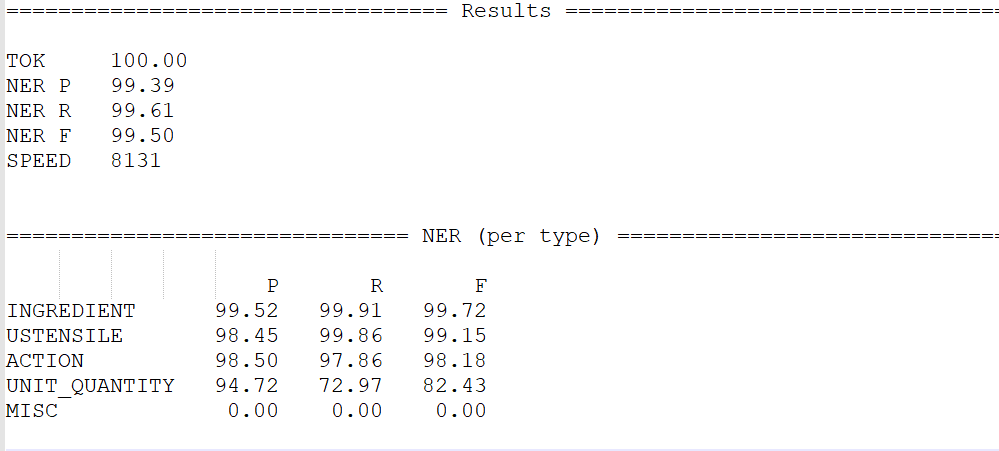 ================================== Results ==================================
TOK     100.00
NER P   99.39
NER R   99.61
NER F   99.50
SPEED   8131
=============================== NER (per type) ==============================
P       R       F
INGREDIENT      99.52   99.91   99.72
USTENSILE       98.45   99.86   99.15
ACTION          98.50   97.86   98.18
UNIT_QUANTITY   94.72   72.97   82.43
MISC             0.00    0.00    0.00